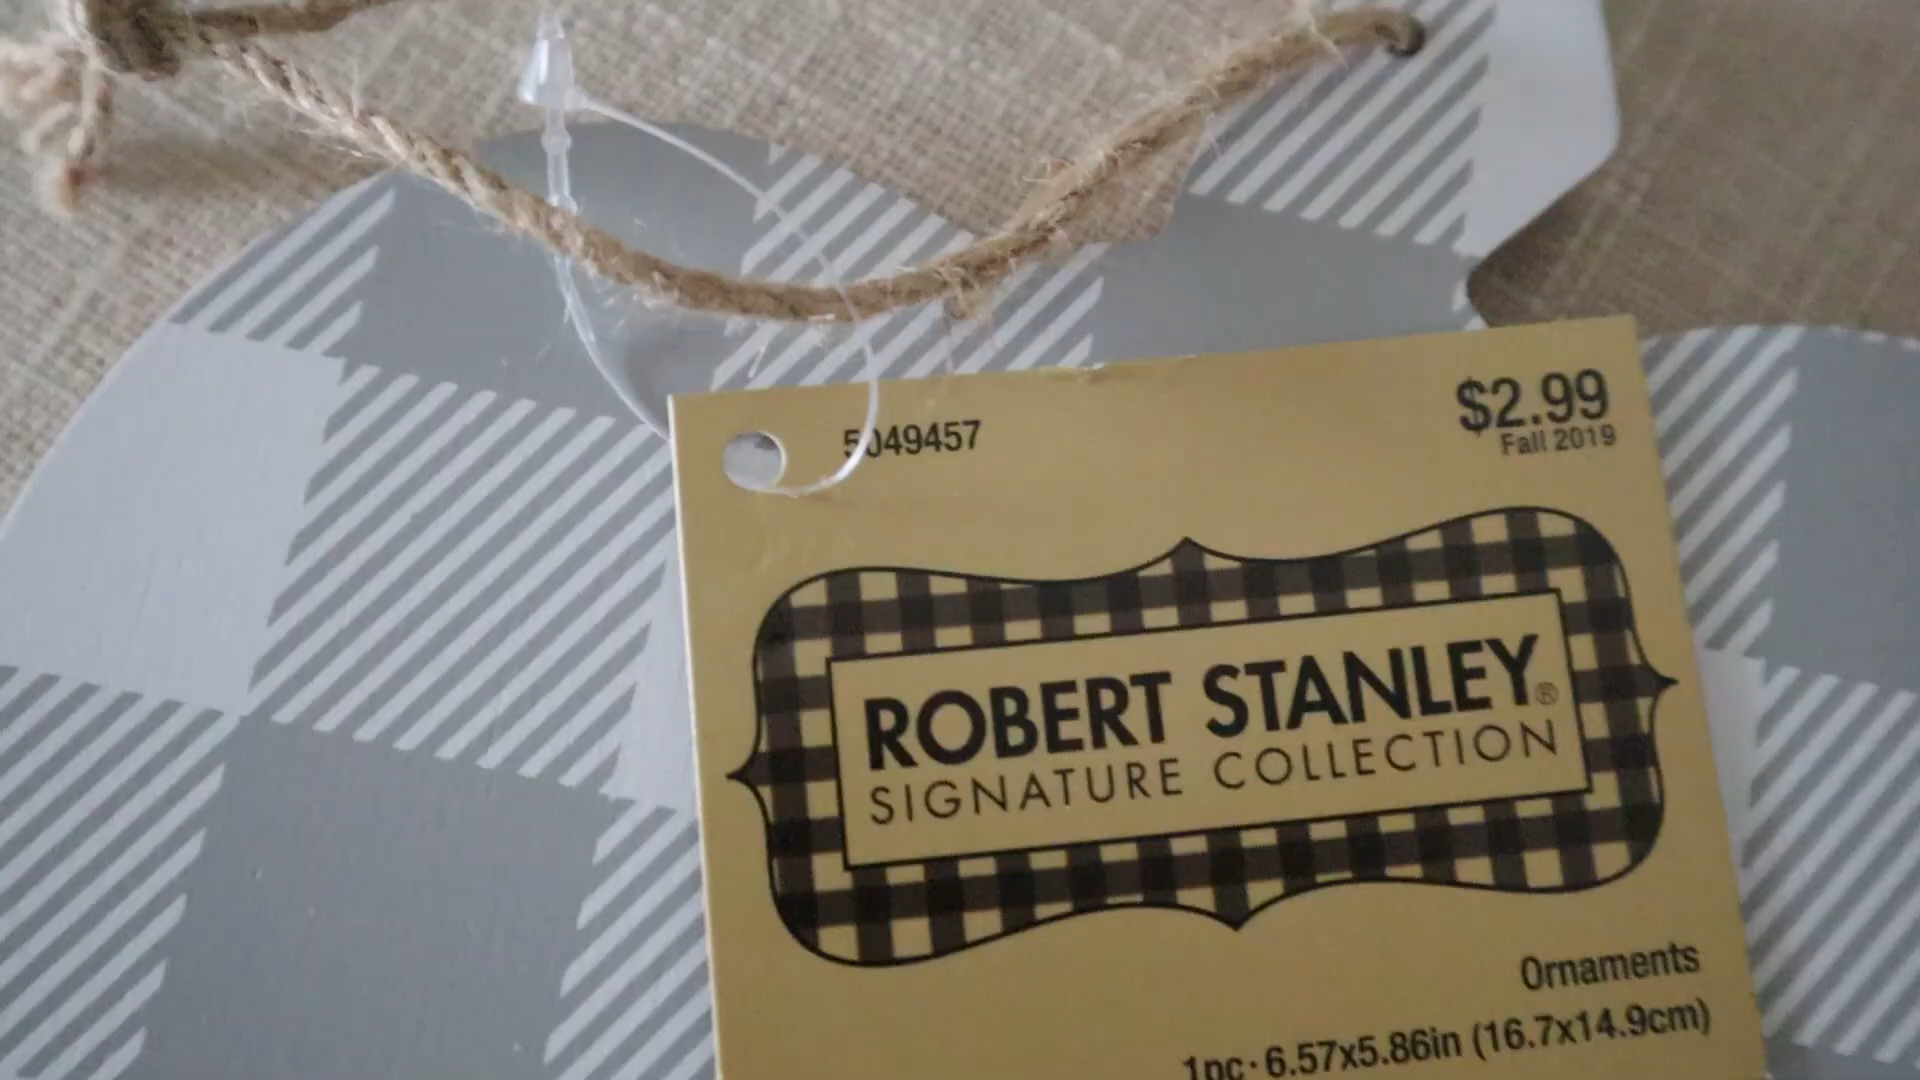 5049457
$2.99
Fall 2019
ROBERT STANLEY®
SIGNATURE COLLECTION
Ornaments
1pc · 6.57x5.86in (16.7x14.9cm)